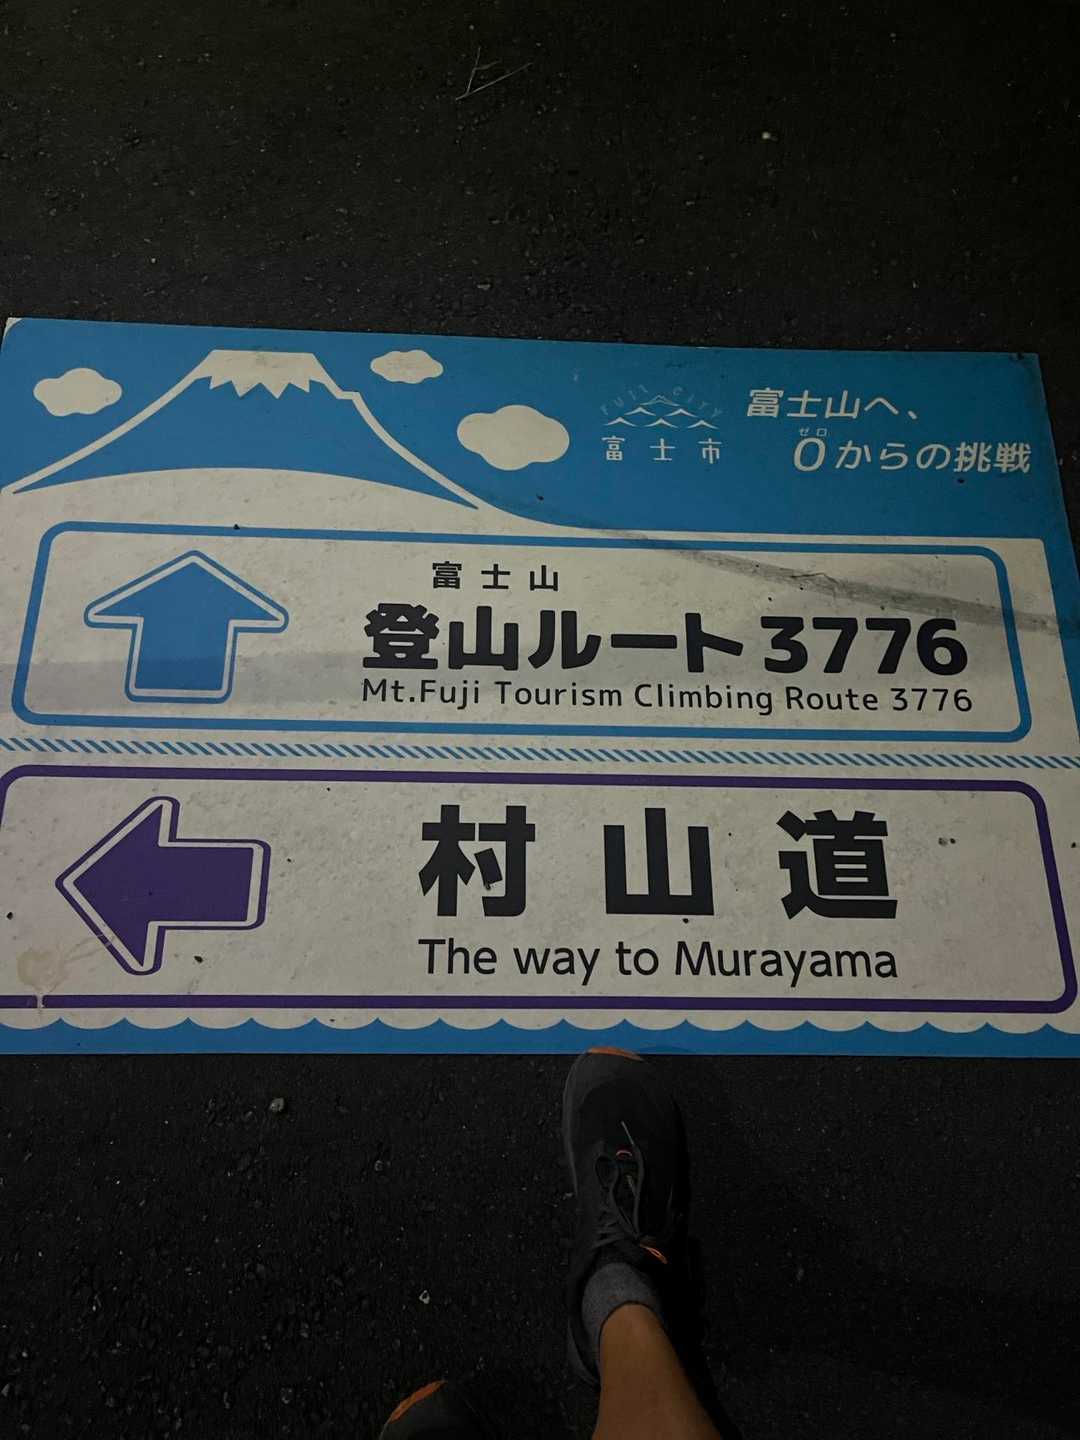 FUJI CITY
富士市
富士山へ、
ゼロ
0からの挑戦
富士山
登山ルート3776
Mt.Fuji Tourism Climbing Route 3776
村山道
The way to Murayama